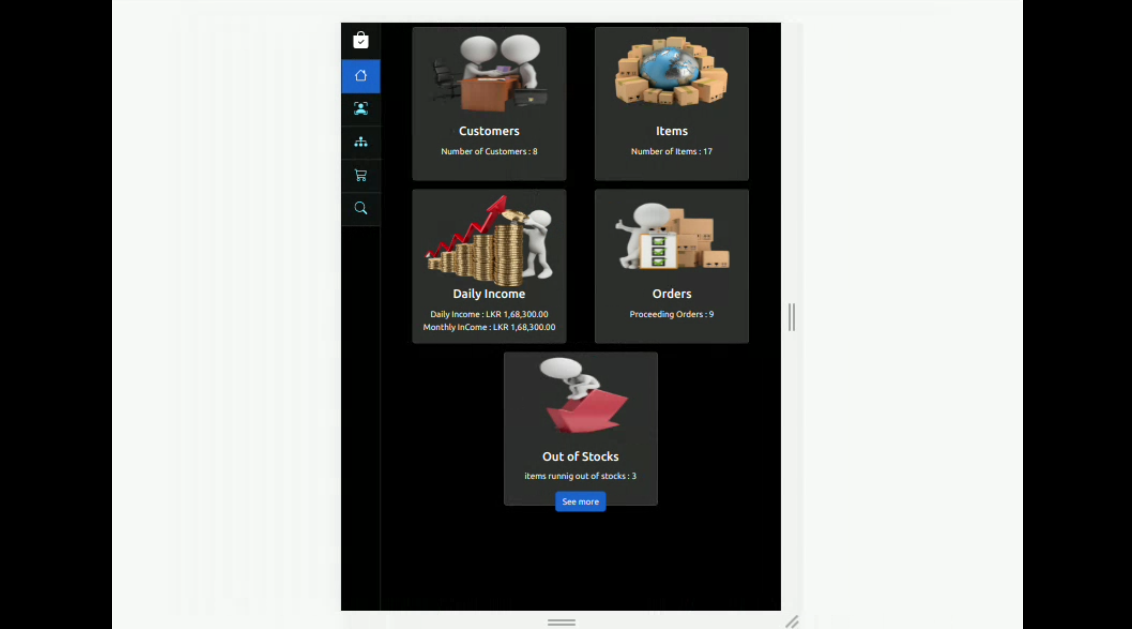 Customers
Number of Customers : 8
Items
Number of Items : 17
Daily Income
Daily Income : LKR 1,68,300.00
Monthly InCome : LKR 1,68,300.00
Orders
Proceeding Orders : 9
Out of Stocks
items runnig out of stocks : 3
See more